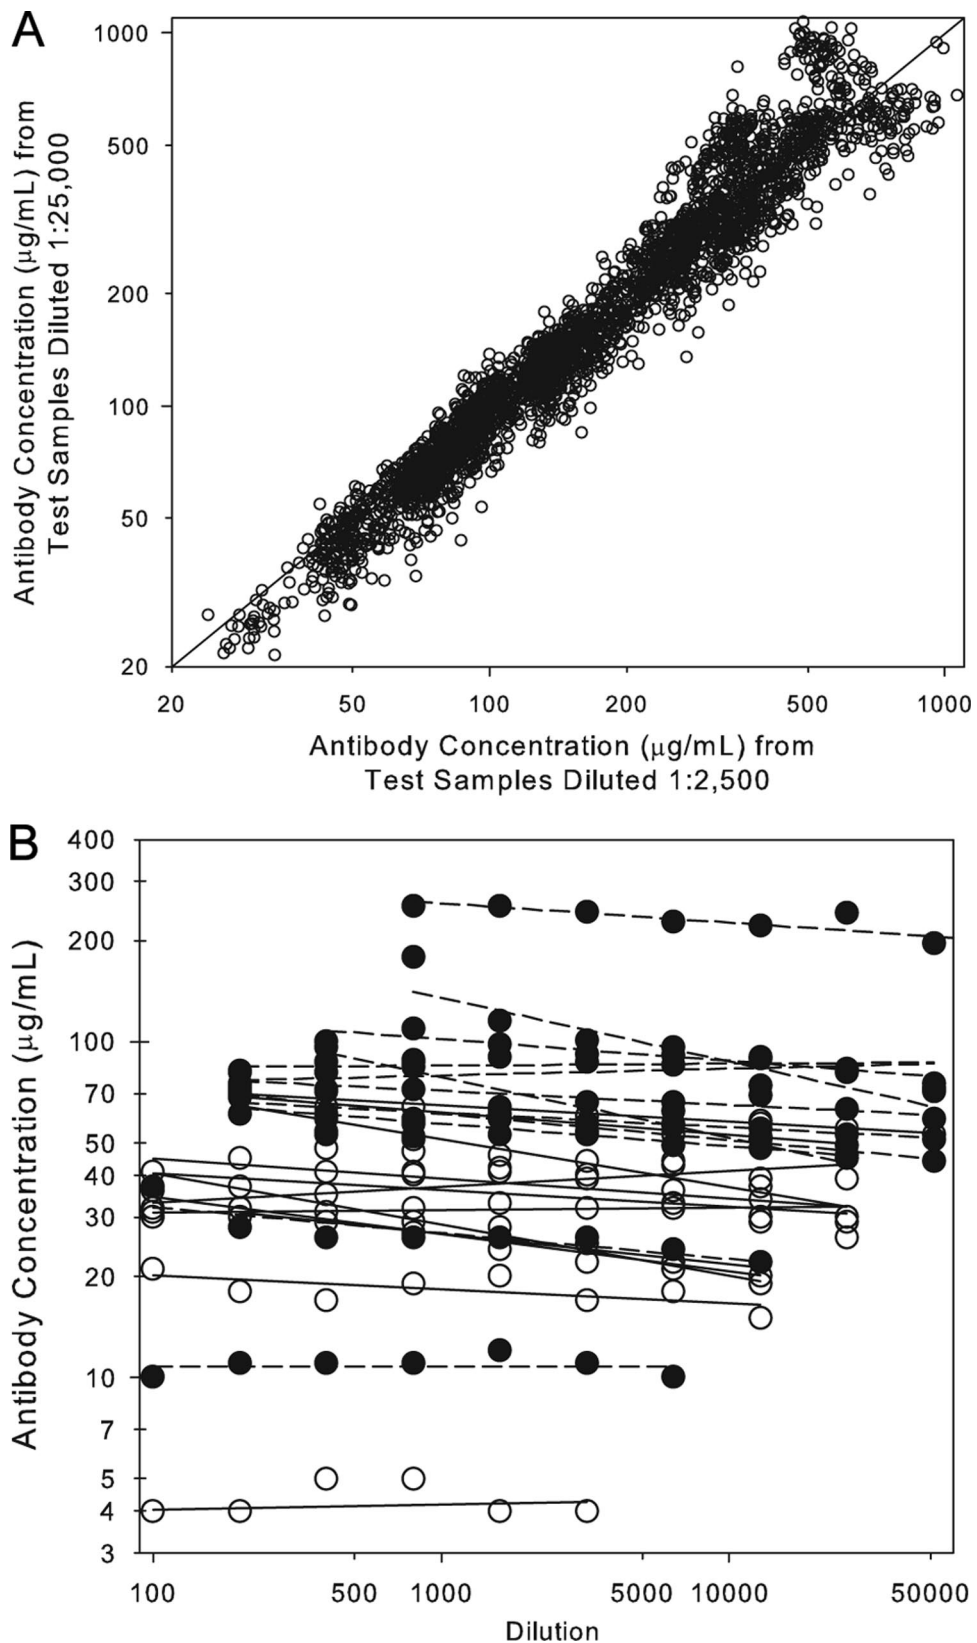 A
1000
500
200
100
50
20
20 50 100 200 500 1000
Antibody Concentration (μg/mL) from
Test Samples Diluted 1:25,000
Antibody Concentration (μg/mL) from
Test Samples Diluted 1:2,500
B
400
300
200
100
70
50
40
30
20
10
7
5
4
3
100 500 1000 5000 10000 50000
Antibody Concentration (μg/mL)
Dilution